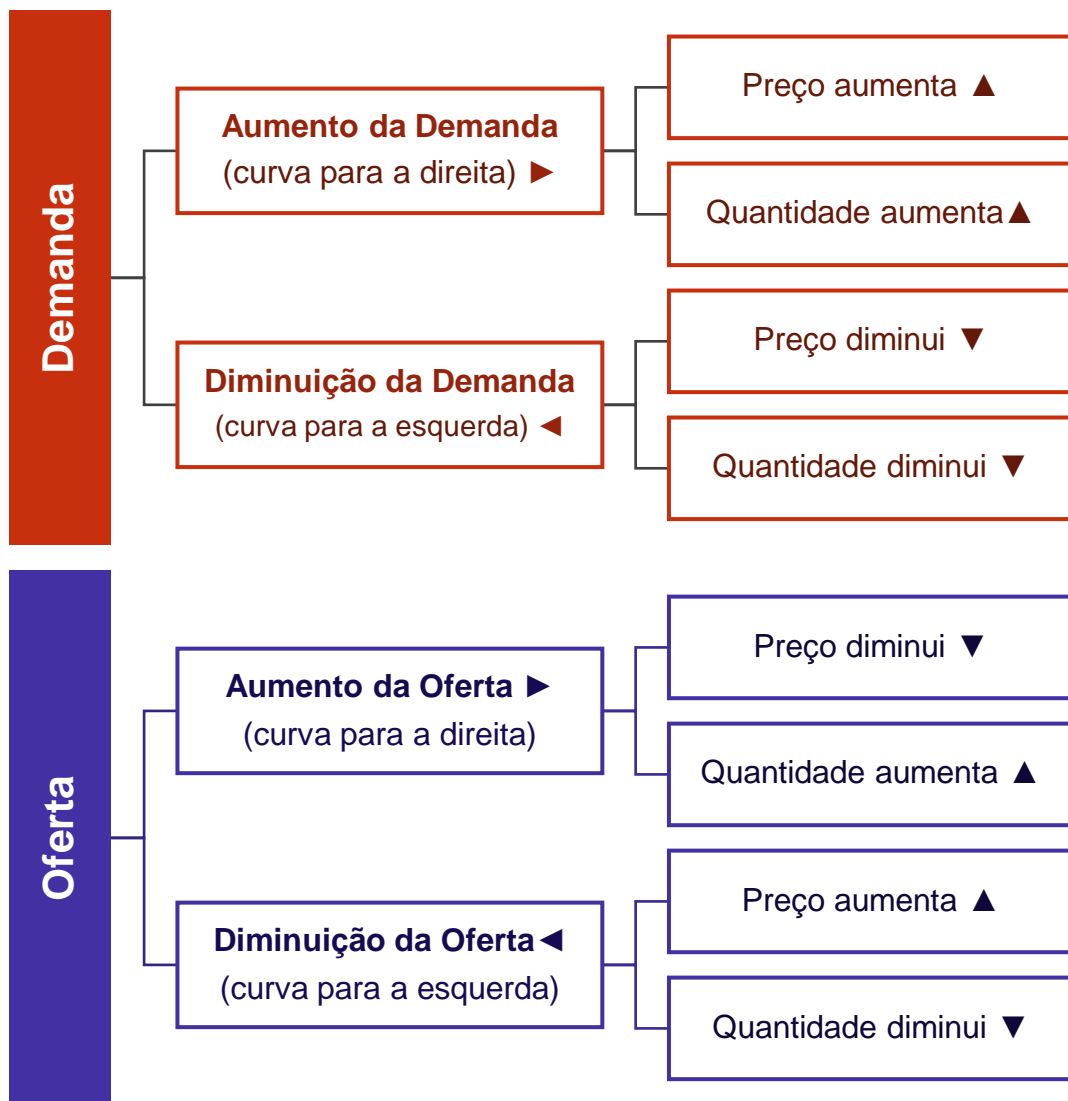 Demanda
Aumento da Demanda
(curva para a direita) ►
Preço aumenta ▲
Quantidade aumenta▲
Diminuição da Demanda
(curva para a esquerda) ◄
Preço diminui ▼
Quantidade diminui ▼
Oferta
Aumento da Oferta ►
(curva para a direita)
Preço diminui ▼
Quantidade aumenta ▲
Diminuição da Oferta◄
(curva para a esquerda)
Preço aumenta ▲
Quantidade diminui ▼